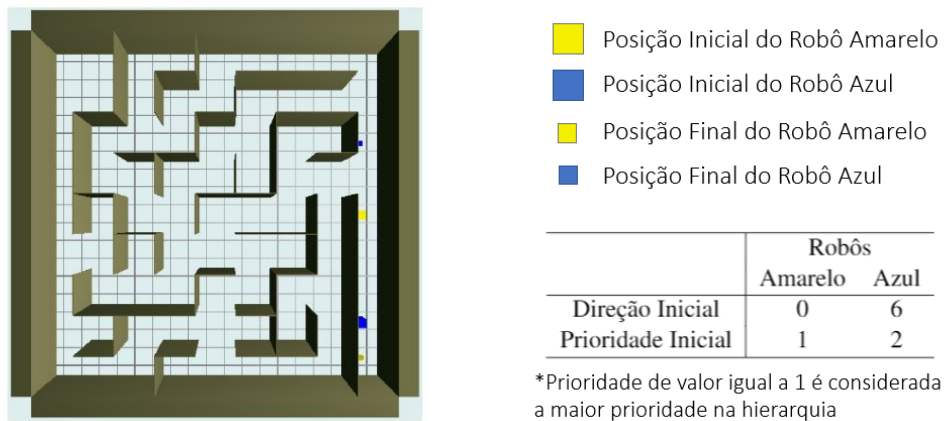 Posição Inicial do Robô Amarelo
Posição Inicial do Robô Azul
Posição Final do Robô Amarelo
Posição Final do Robô Azul
Robôs
Amarelo Azul
Direção Inicial 0 6
Prioridade Inicial 1 2
*Prioridade de valor igual a 1 é considerada
a maior prioridade na hierarquia